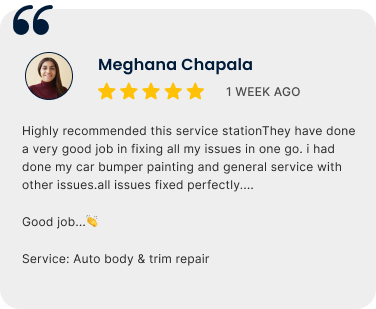 Meghana Chapala
1 WEEK AGO
Highly recommended this service stationThey have done
a very good job in fixing all my issues in one go. i had
done my car bumper painting and general service with
other issues.all issues fixed perfectly....
Good job...👏
Service: Auto body & trim repair